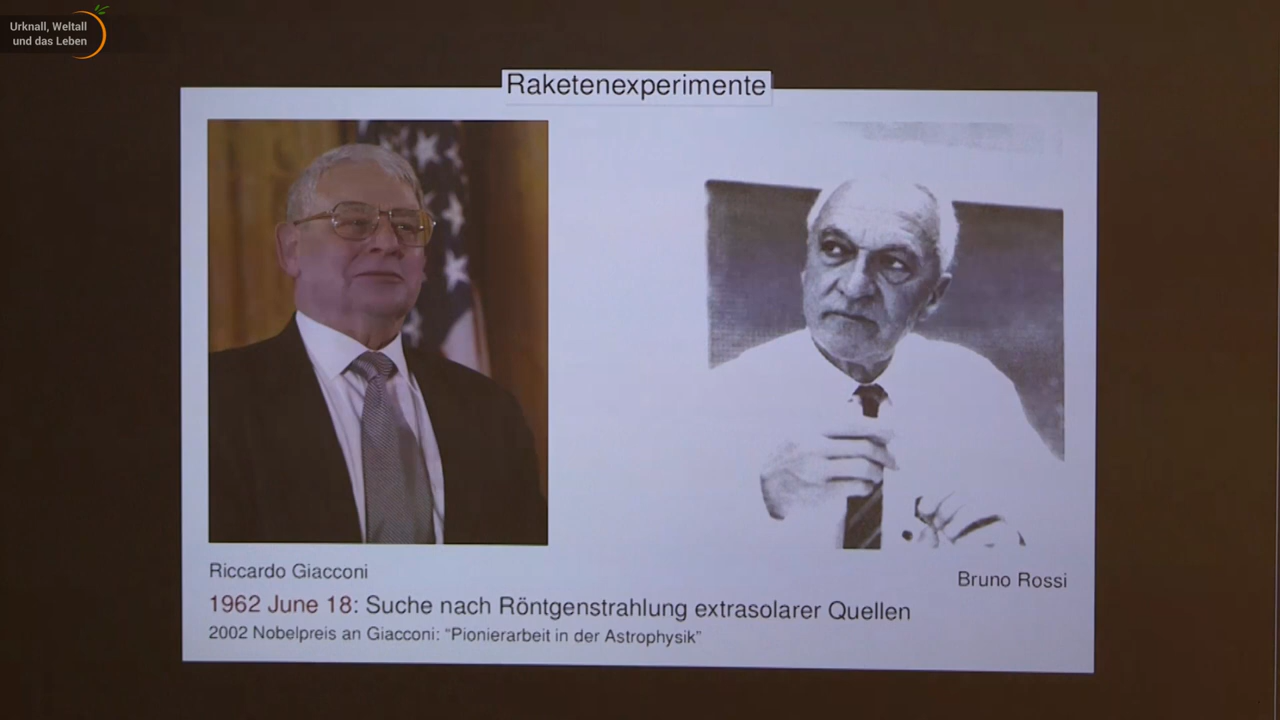 Urknall, Weltall
und das Leben
Raketenexperimente
Riccardo Giacconi
Bruno Rossi
1962 June 18: Suche nach Röntgenstrahlung extrasolarer Quellen
2002 Nobelpreis an Giacconi: “Pionierarbeit in der Astrophysik”